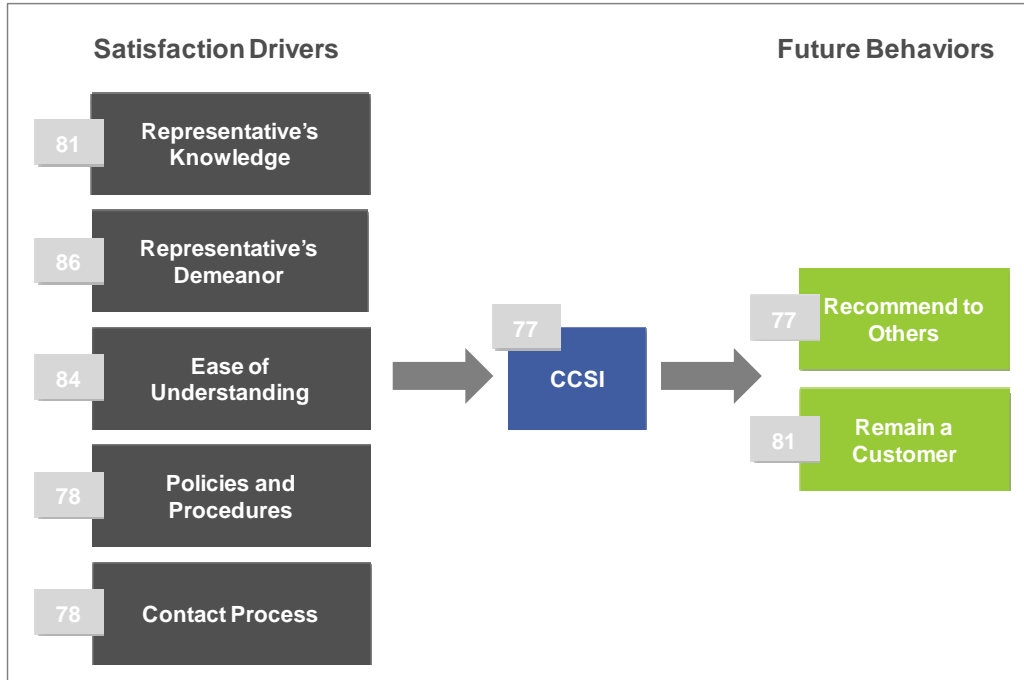 Satisfaction Drivers
Future Behaviors
81
Representative's
Knowledge
86
Representative's
Demeanor
84
Ease of
Understanding
78
Policies and
Procedures
78
Contact Process
77
CCSI
77
Recommend to
Others
81
Remain a
Customer